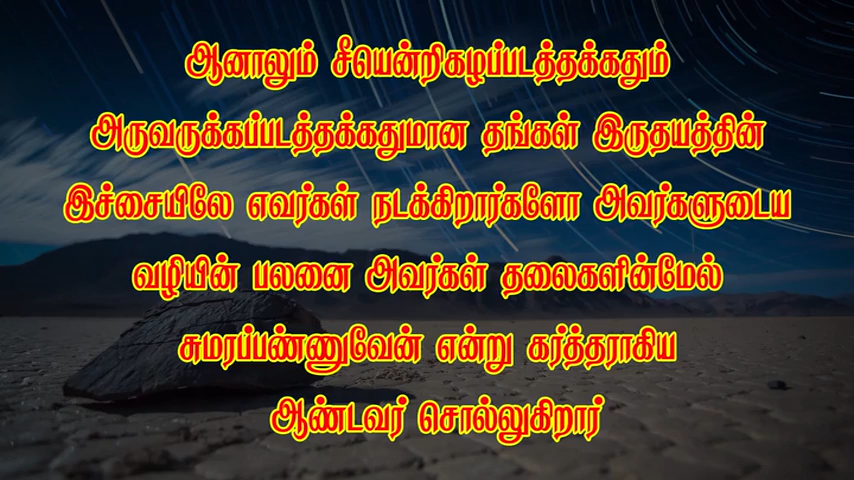 ஆனாலும் சீயென்றிகழப்படத்தக்கதும்
அருவருக்கப்படத்தக்கதுமான தங்கள் இருதயத்தின்
இச்சையிலே எவர்கள் நடக்கிறார்களோ அவர்களுடைய
வழியின் பலனை அவர்கள் தலைகளின்மேல்
சுமரப்பண்ணுவேன் என்று கர்த்தராகிய
ஆண்டவர் சொல்லுகிறார்